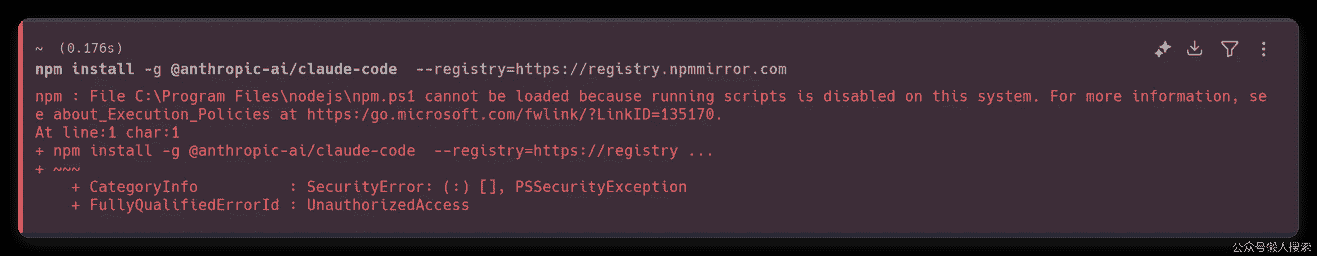 ~ (0.176s)
npm install -g @anthropic-ai/claude-code  --registry=https://registry.npmmirror.com
npm : File C:\Program Files\nodejs\npm.ps1 cannot be loaded because running scripts is disabled on this system. For more information, se
e about_Execution_Policies at https:/go.microsoft.com/fwlink/?LinkID=135170.
At line:1 char:1
+ npm install -g @anthropic-ai/claude-code  --registry=https://registry ...
+ ~~~
    + CategoryInfo          : SecurityError: (:) [], PSSecurityException
    + FullyQualifiedErrorId : UnauthorizedAccess
公众号懒人搜索